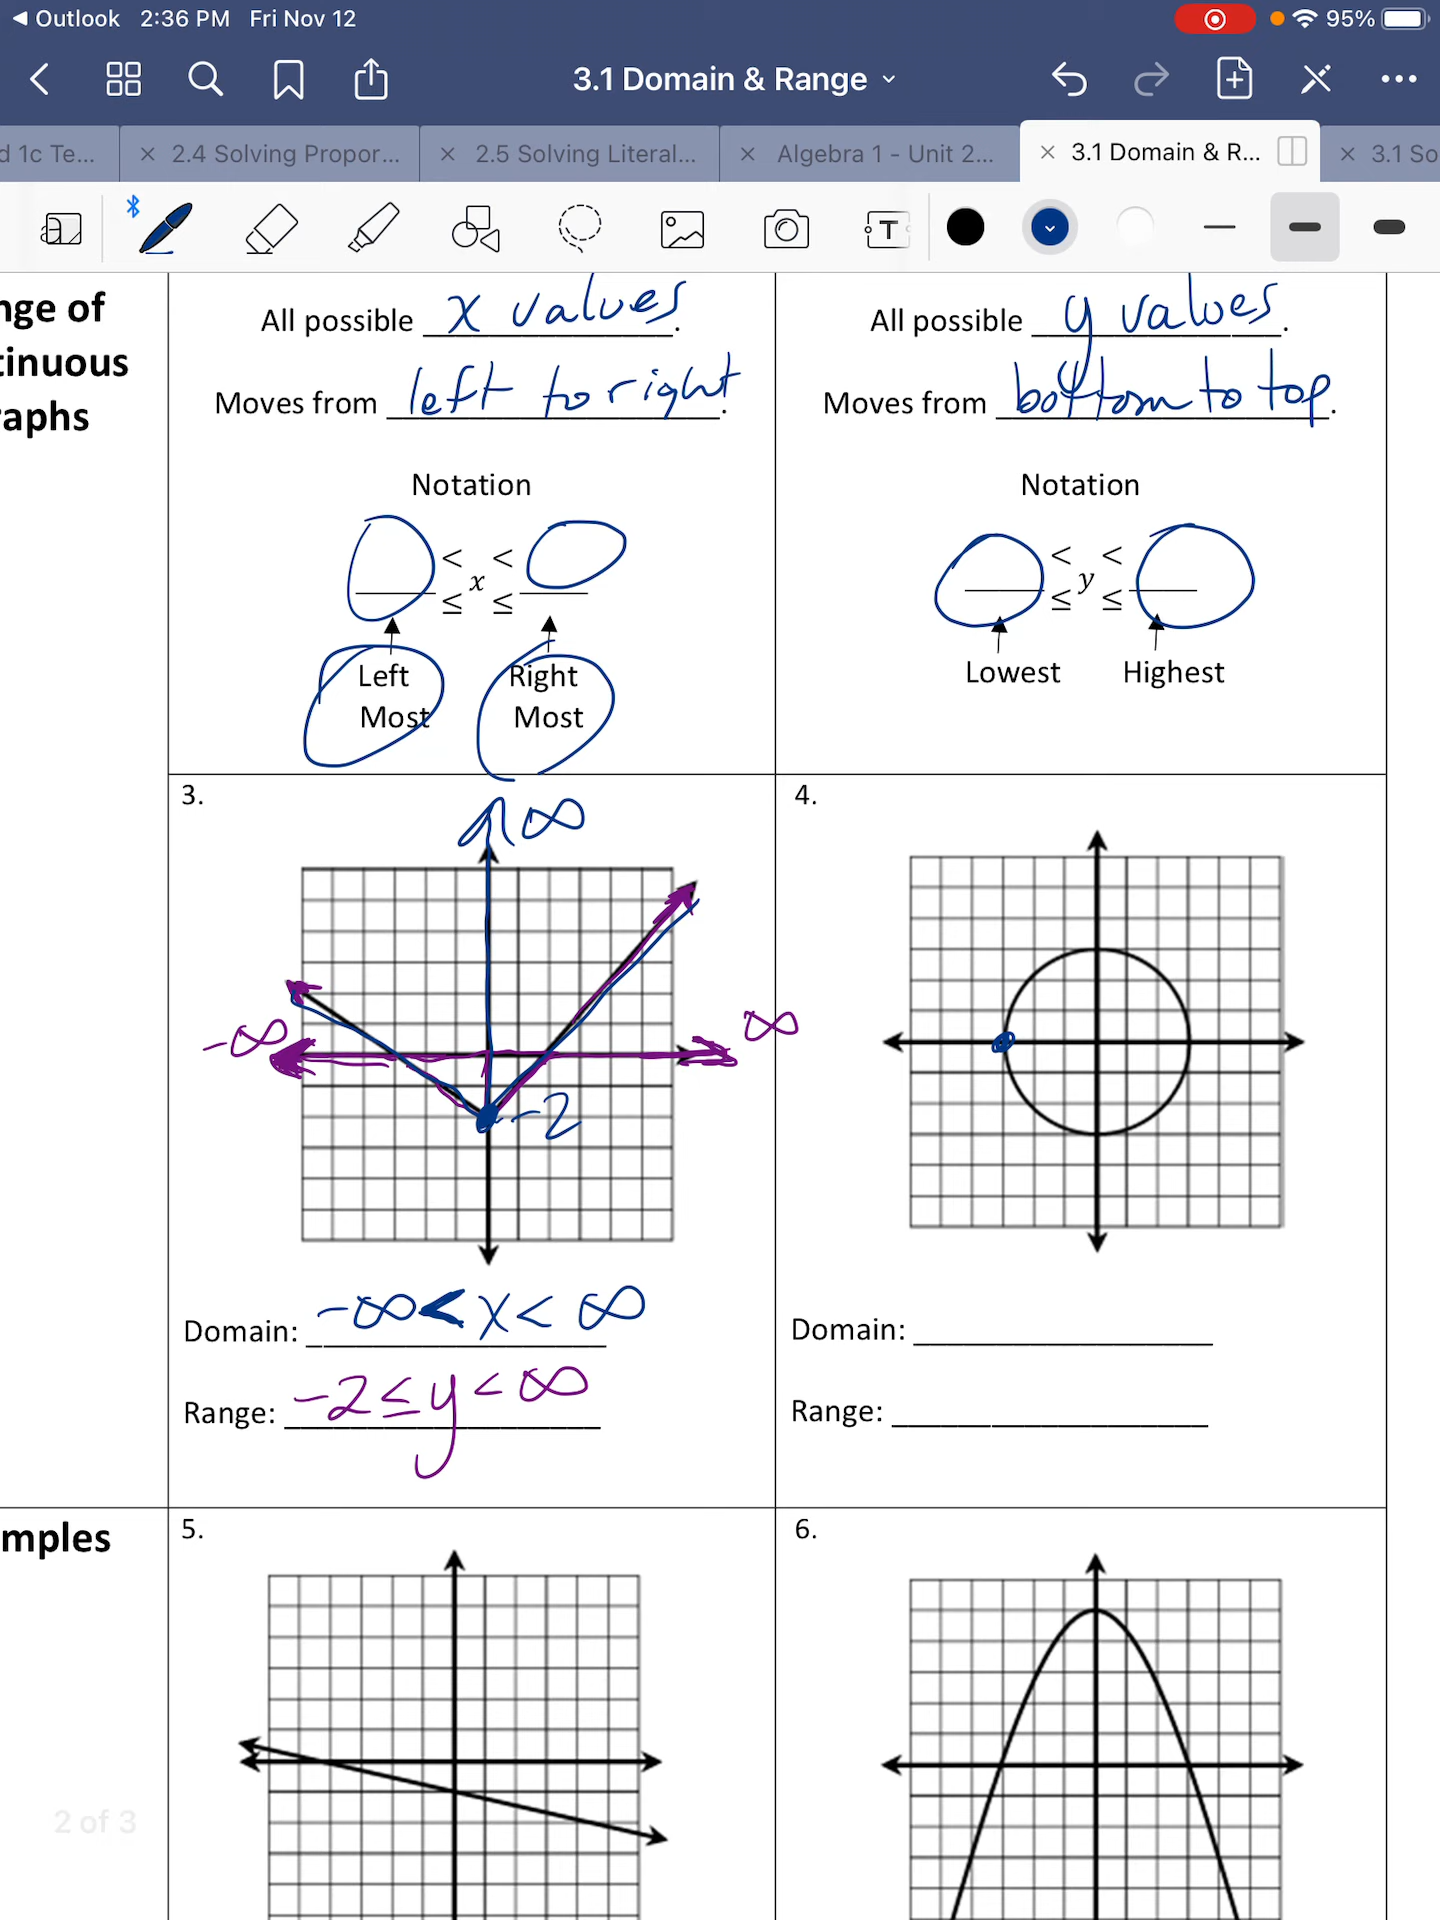 Outlook 2:36 PM Fri Nov 12 95%
3.1 Domain & Range
d 1c Te... 2.4 Solving Propor... 2.5 Solving Literal... Algebra 1 - Unit 2... 3.1 Domain & R... 3.1 So
T
nge of
tinuous
raphs
All possible x values.
Moves from left to right.
Notation
< <
x
≤ ≤
Left Most
Right Most
All possible y values.
Moves from bottom to top.
Notation
< <
y
≤ ≤
Lowest Highest
3.
∞
-∞ ∞
-2
Domain: -∞ < x < ∞
Range: -2 ≤ y < ∞
4.
Domain:
Range:
mples
5.
6.
2 of 3